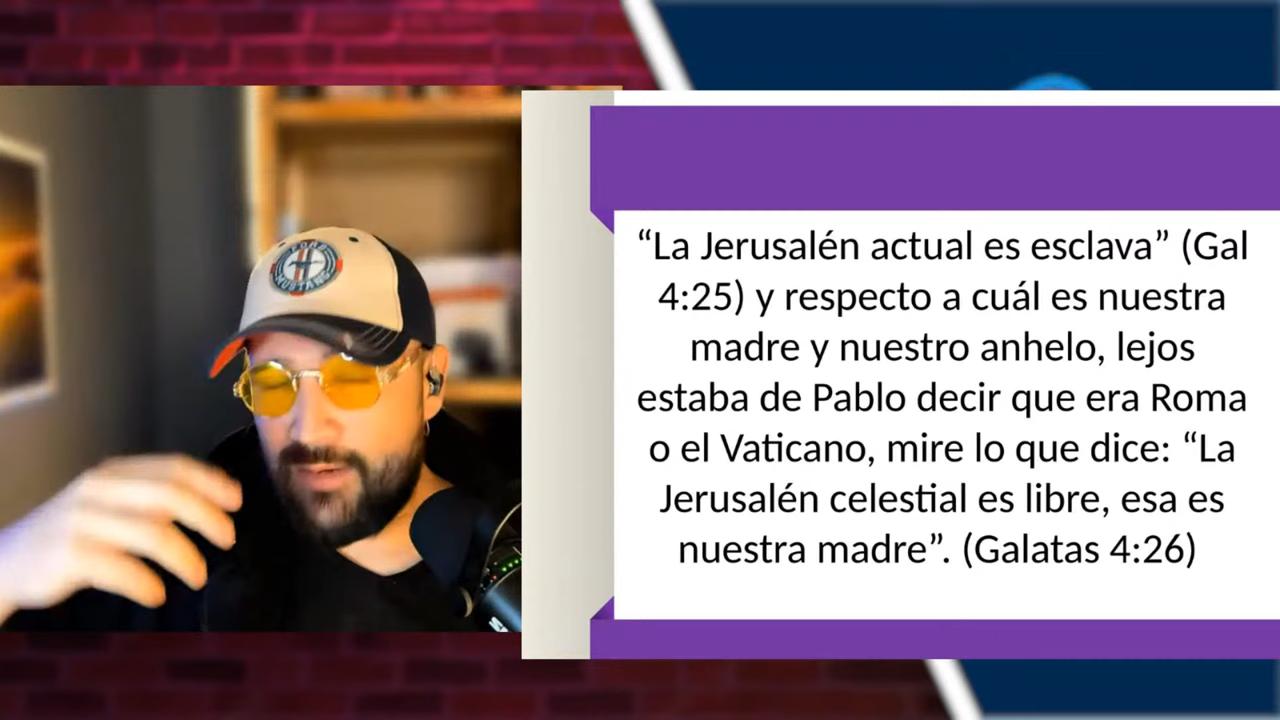 FORD
MUSTANG
“La Jerusalén actual es esclava” (Gal
4:25) y respecto a cuál es nuestra
madre y nuestro anhelo, lejos
estaba de Pablo decir que era Roma
o el Vaticano, mire lo que dice: “La
Jerusalén celestial es libre, esa es
nuestra madre”. (Galatas 4:26)